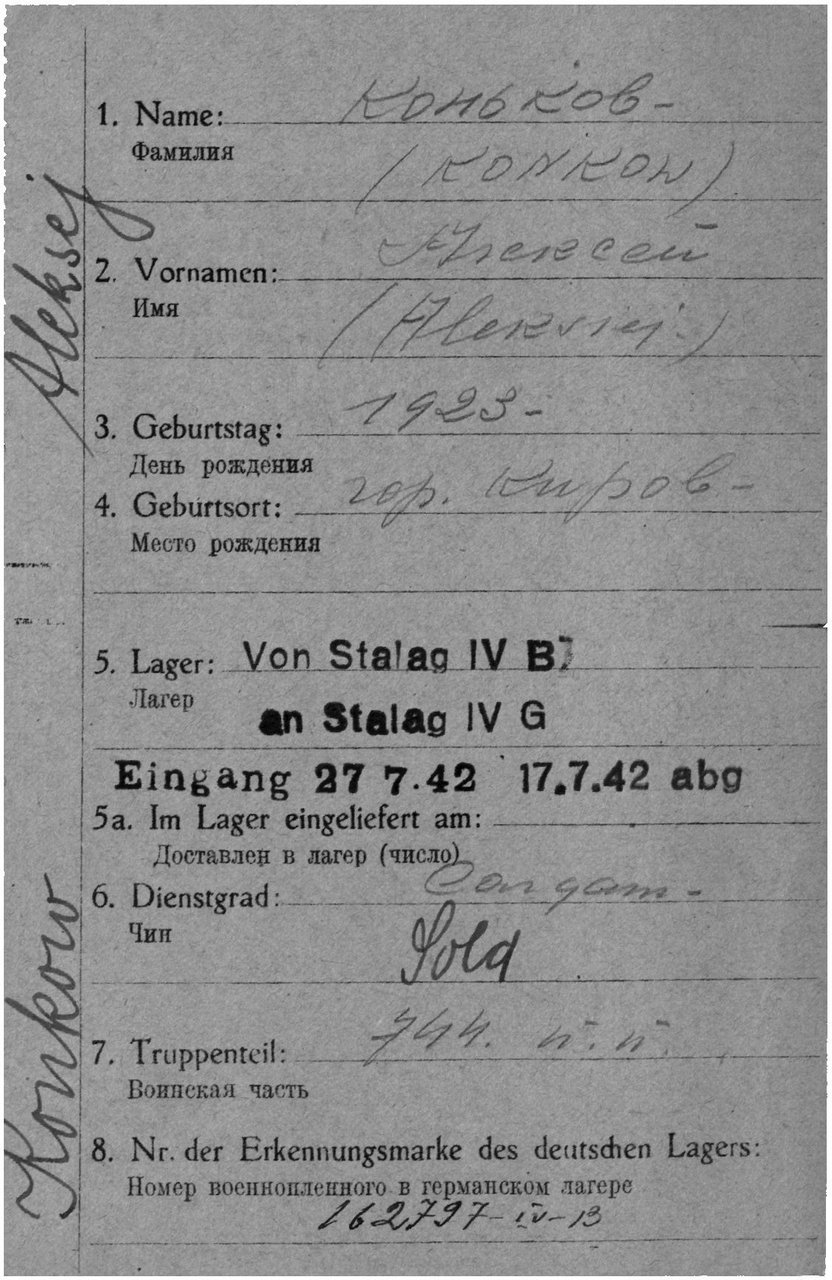 1. Name: Коньков-
Фамилия
(KONKOW)
2. Vornamen: Алексей
Имя
(Aleksiej)
3. Geburtstag: 1923-
День рождения
4. Geburtsort: гор. Киров-
Место рождения
5. Lager: Von Stalag IV B
Лагер
an Stalag IV G
Eingang 27 7.42 17.7.42 abg
5a. Im Lager eingeliefert am:
Доставлен в лагер (число)
6. Dienstgrad: Солдат-
Чин
Sold
7. Truppenteil: 744. п.п.
Воинская часть
8. Nr. der Erkennungsmarke des deutschen Lagers:
Номер военнопленного в германском лагере
162797-IV-B
Konkow Aleksej